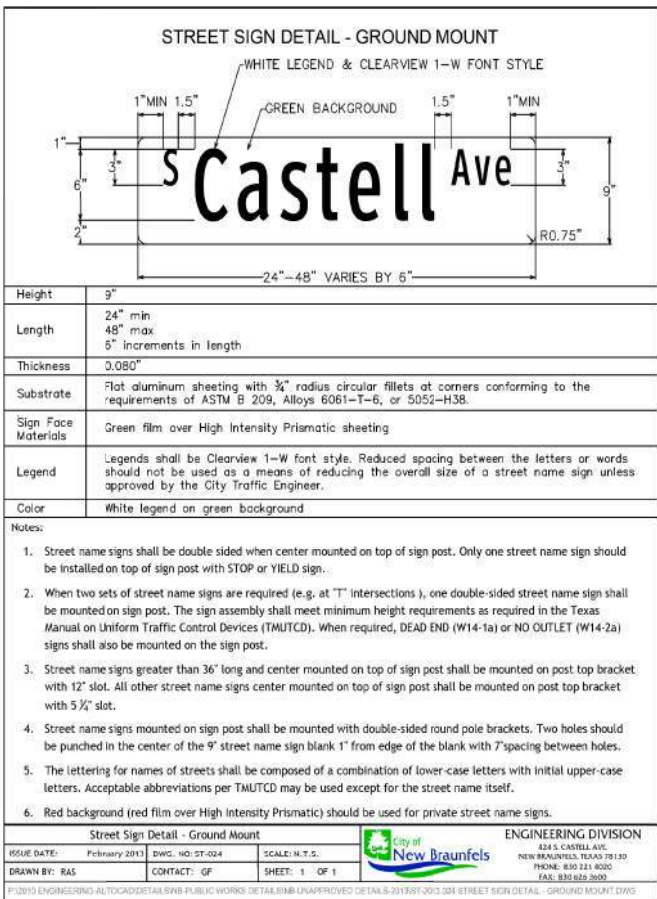 STREET SIGN DETAIL - GROUND MOUNT
WHITE LEGEND & CLEARVIEW 1-W FONT STYLE
1"MIN 1.5" GREEN BACKGROUND 1.5" 1"MIN
1"
6" 3" S Castell Ave 3" 9"
2"
R0.75"
24"-48" VARIES BY 6"
Height 9"
Length 24" min
48" max
6" increments in length
Thickness 0.080"
Substrate Flat aluminum sheeting with ¾" radius circular fillets at corners conforming to the
requirements of ASTM B 209, Alloys 6061-T-6, or 5052-H38.
Sign Face
Materials Green film over High Intensity Prismatic sheeting
Legend Legends shall be Clearview 1-W font style. Reduced spacing between the letters or words
should not be used as a means of reducing the overall size of a street name sign unless
approved by the City Traffic Engineer.
Color White legend on green background
Notes:
1. Street name signs shall be double sided when center mounted on top of sign post. Only one street name sign should
be installed on top of sign post with STOP or YIELD sign.
2. When two sets of street name signs are required (e.g. at "T" intersections ), one double-sided street name sign shall
be mounted on sign post. The sign assembly shall meet minimum height requirements as required in the Texas
Manual on Uniform Traffic Control Devices (TMUTCD). When required, DEAD END (W14-1a) or NO OUTLET (W14-2a)
signs shall also be mounted on the sign post.
3. Street name signs greater than 36" long and center mounted on top of sign post shall be mounted on post top bracket
with 12" slot. All other street name signs center mounted on top of sign post shall be mounted on post top bracket
with 5 slot.
4. Street name signs mounted on sign post shall be mounted with double-sided round pole brackets. Two holes should
be punched in the center of the 9" street name sign blank 1" from edge of the blank with 7"spacing between holes.
5. The lettering for names of streets shall be composed of a combination of lower-case letters with initial upper-case
letters. Acceptable abbreviations per TMUTCD may be used except for the street name itself.
6. Red background (red film over High Intensity Prismatic) should be used for private street name signs.
Street Sign Detail - Ground Mount
ISSUE DATE: February 2013 DWG. NO: ST-024 SCALE: N.T.S.
DRAWN BY: RAS CONTACT: GF SHEET: 1 OF 1
City of
New Braunfels
ENGINEERING DIVISION
424 S. CASTELL AVE.
NEW BRAUNFELS, TEXAS 78130
PHONE: 830 221 4020
FAX: 830 626 3600